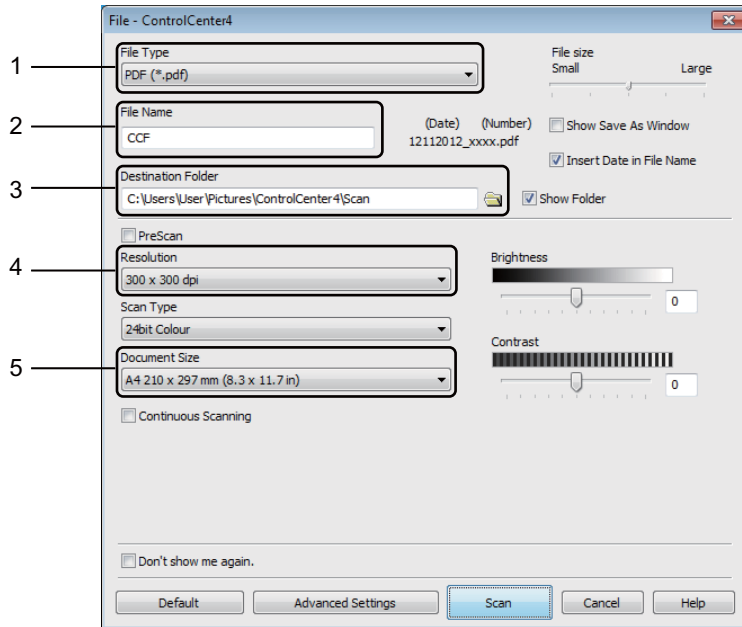 File - ControlCenter4
1
File Type
PDF (*.pdf)
File size
Small Large
2
File Name
CCF
(Date) (Number)
12112012_xxxx.pdf
Show Save As Window
Insert Date in File Name
3
Destination Folder
C:\Users\User\Pictures\ControlCenter4\Scan
Show Folder
PreScan
4
Resolution
300 x 300 dpi
Brightness
0
Scan Type
24bit Colour
Contrast
0
5
Document Size
A4 210 x 297 mm (8.3 x 11.7 in)
Continuous Scanning
Don't show me again.
Default Advanced Settings Scan Cancel Help